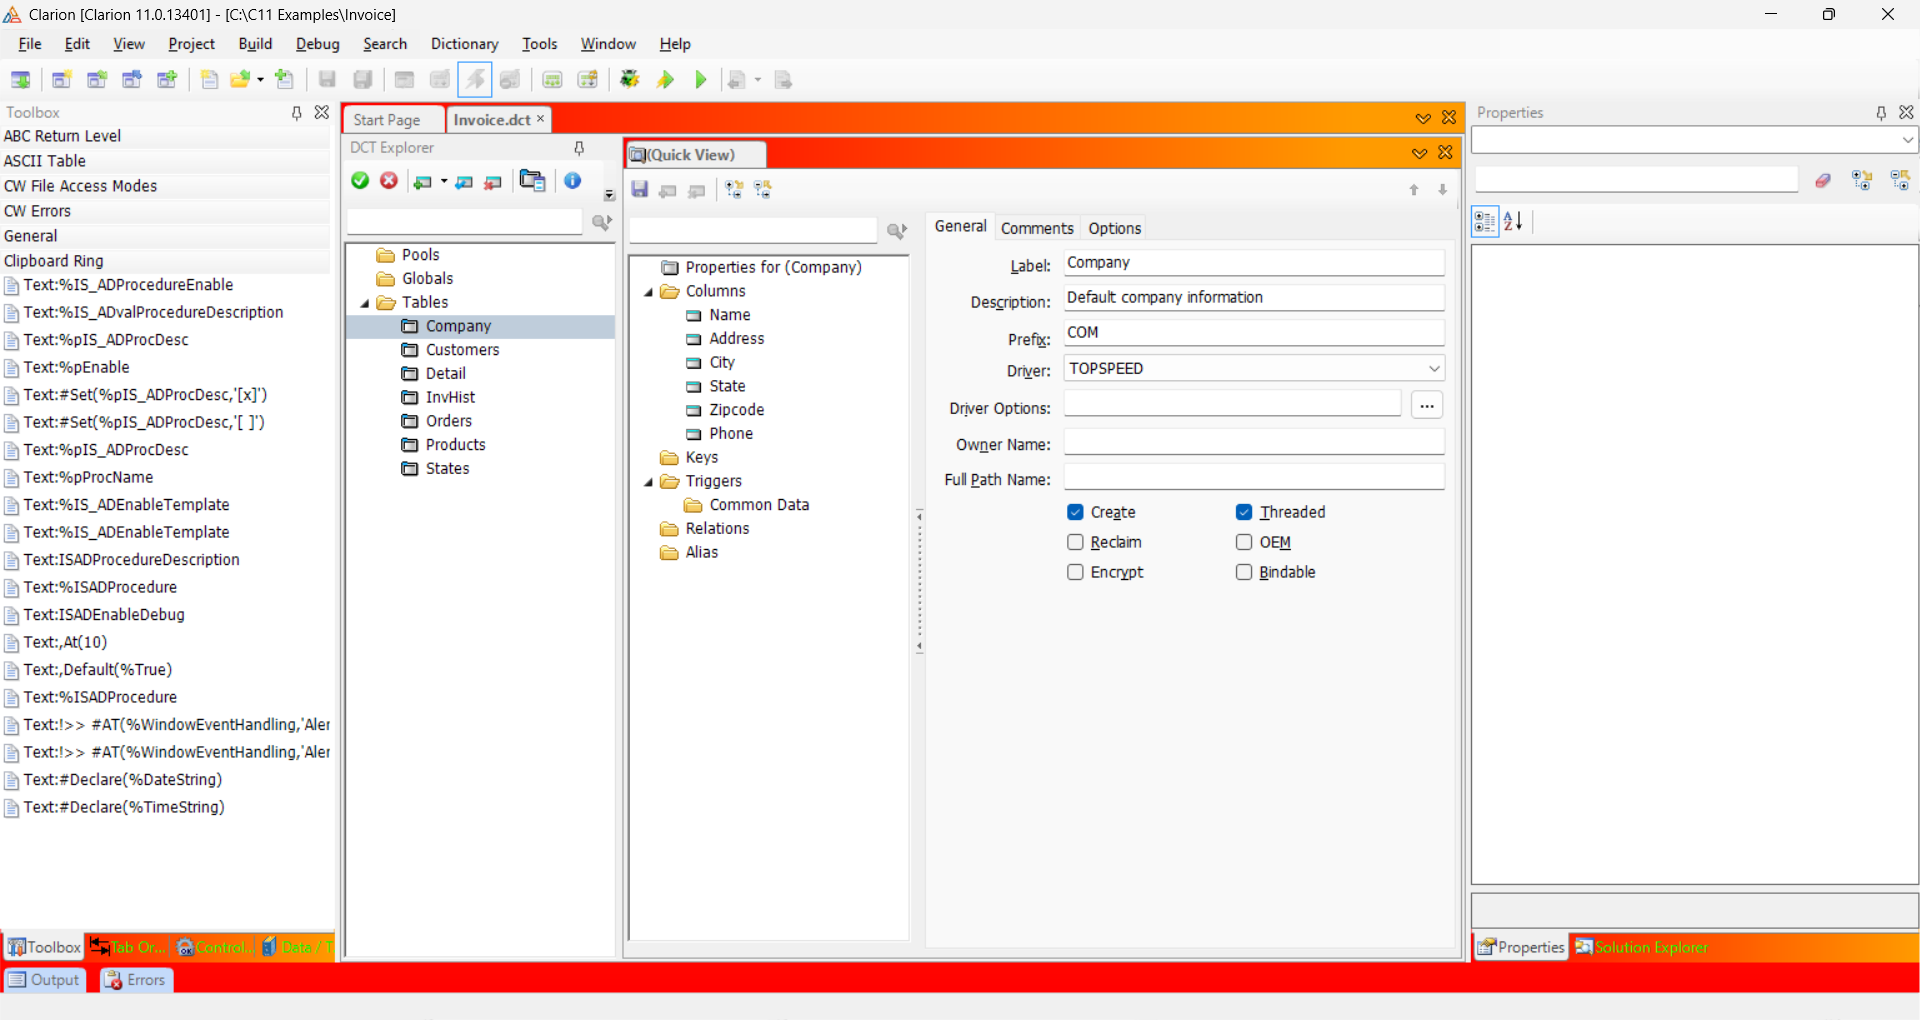 Clarion [Clarion 11.0.13401] - [C:\C11 Examples\Invoice]
File Edit View Project Build Debug Search Dictionary Tools Window Help
Toolbox
ABC Return Level
ASCII Table
CW File Access Modes
CW Errors
General
Clipboard Ring
Text:%IS_ADProcedureEnable
Text:%IS_ADvalProcedureDescription
Text:%pIS_ADProcDesc
Text:%pEnable
Text:#Set(%pIS_ADProcDesc,'[x]')
Text:#Set(%pIS_ADProcDesc,'[ ]')
Text:%pIS_ADProcDesc
Text:%pProcName
Text:%IS_ADEnableTemplate
Text:%IS_ADEnableTemplate
Text:ISADProcedureDescription
Text:%ISADProcedure
Text:ISADEnableDebug
Text:,At(10)
Text:,Default(%True)
Text:%ISADProcedure
Text:!>> #AT(%WindowEventHandling,'Aler
Text:!>> #AT(%WindowEventHandling,'Aler
Text:#Declare(%DateString)
Text:#Declare(%TimeString)
Toolbox Tab Or... Control... Data / T
Output Errors
Start Page Invoice.dct
DCT Explorer
Pools
Globals
Tables
Company
Customers
Detail
InvHist
Orders
Products
States
(Quick View)
Properties for (Company)
Columns
Name
Address
City
State
Zipcode
Phone
Keys
Triggers
Common Data
Relations
Alias
General Comments Options
Label: Company
Description: Default company information
Prefix: COM
Driver: TOPSPEED
Driver Options: ...
Owner Name:
Full Path Name:
Create Threaded
Reclaim OEM
Encrypt Bindable
Properties
Properties Solution Explorer